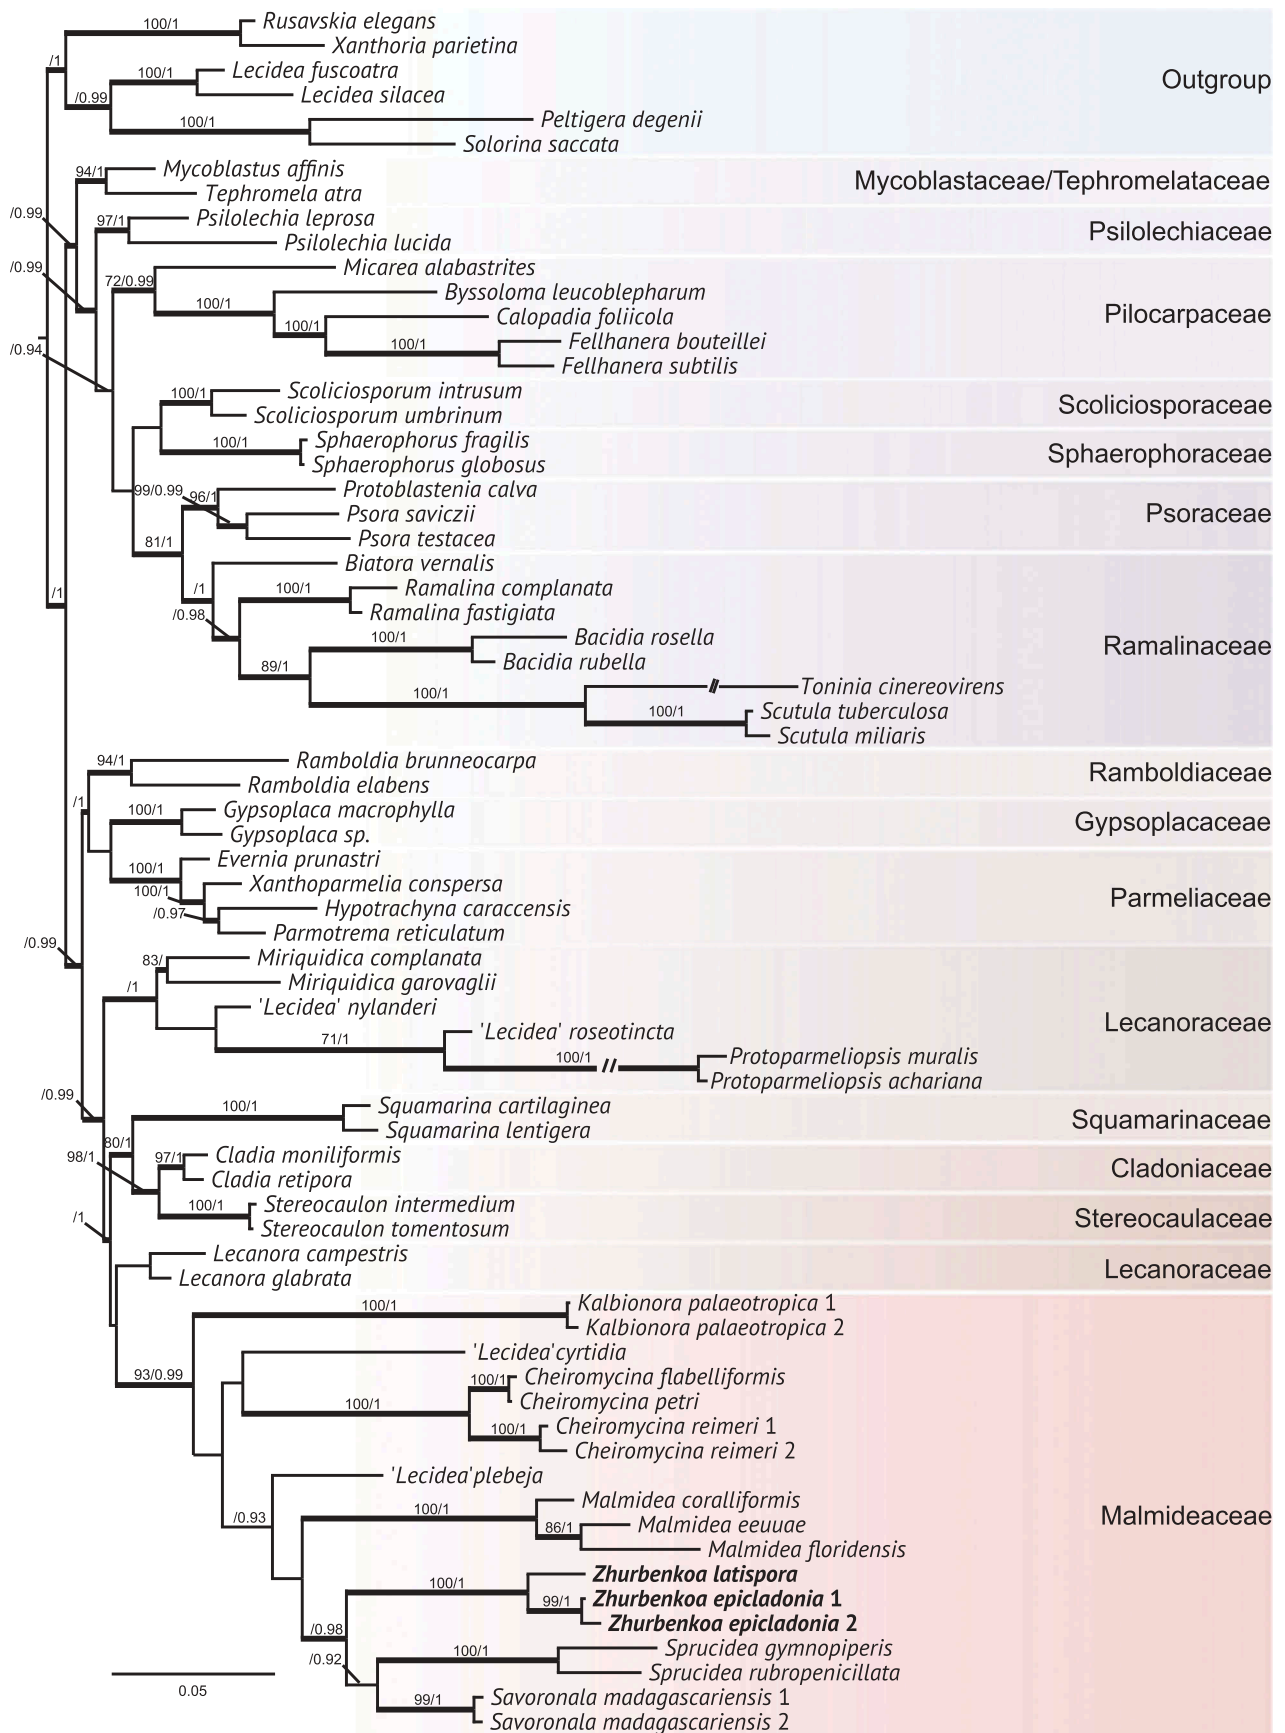 100/1 Rusavskia elegans
Xanthoria parietina
/1
100/1 Lecidea fuscoatra
Lecidea silacea
Outgroup
/0.99
100/1 Peltigera degenii
Solorina saccata
94/1 Mycoblastus affinis
Tephromela atra
Mycoblastaceae/Tephromelataceae
/0.99
97/1 Psilolechia leprosa
Psilolechia lucida
Psilolechiaceae
/0.99
72/0.99 Micarea alabastrites
100/1 Byssoloma leucoblepharum
100/1 Calopadia foliicola
Pilocarpaceae
100/1 Fellhanera bouteillei
Fellhanera subtilis
/0.94
100/1 Scoliciosporum intrusum
Scoliciosporum umbrinum
Scoliciosporaceae
100/1 Sphaerophorus fragilis
Sphaerophorus globosus
Sphaerophoraceae
99/0.99 96/1 Protoblastenia calva
Psora saviczii
Psora testacea
Psoraceae
81/1
/1 Biatora vernalis
100/1 Ramalina complanata
Ramalina fastigiata
/0.98
100/1 Bacidia rosella
Bacidia rubella
Ramalinaceae
89/1
100/1 Toninia cinereovirens
100/1 Scutula tuberculosa
Scutula miliaris
/1
94/1 Ramboldia brunneocarpa
Ramboldia elabens
Ramboldiaceae
/1
100/1 Gypsoplaca macrophylla
Gypsoplaca sp.
Gypsoplacaceae
100/1 Evernia prunastri
100/1 Xanthoparmelia conspersa
/0.97 Hypotrachyna caraccensis
Parmotrema reticulatum
Parmeliaceae
/0.99
83/ Miriquidica complanata
Miriquidica garovaglii
/1
'Lecidea' nylanderi
71/1 'Lecidea' roseotincta
Lecanoraceae
100/1 Protoparmeliopsis muralis
Protoparmeliopsis achariana
/0.99
100/1 Squamarina cartilaginea
Squamarina lentigera
Squamarinaceae
80/1
98/1 97/1 Cladia moniliformis
Cladia retipora
Cladoniaceae
100/1 Stereocaulon intermedium
Stereocaulon tomentosum
Stereocaulaceae
/1
Lecanora campestris
Lecanora glabrata
Lecanoraceae
100/1 Kalbionora palaeotropica 1
Kalbionora palaeotropica 2
93/0.99
'Lecidea'cyrtidia
100/1 Cheiromycina flabelliformis
Cheiromycina petri
100/1
100/1 Cheiromycina reimeri 1
Cheiromycina reimeri 2
'Lecidea'plebeja
/0.93
100/1 Malmidea coralliformis
86/1 Malmidea eeuuae
Malmidea floridensis
Malmideaceae
100/1 Zhurbenkoa latispora
99/1 Zhurbenkoa epicladonia 1
Zhurbenkoa epicladonia 2
/0.98
100/1 Sprucidea gymnopiperis
Sprucidea rubropenicillata
/0.92
99/1 Savoronala madagascariensis 1
Savoronala madagascariensis 2
0.05